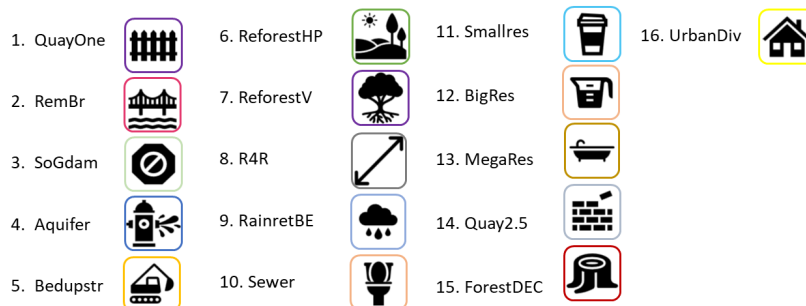 1. QuayOne
2. RemBr
3. SoGdam
4. Aquifer
5. Bedupstr
6. ReforestHP
7. ReforestV
8. R4R
9. RainretBE
10. Sewer
11. Smallres
12. BigRes
13. MegaRes
14. Quay2.5
15. ForestDEC
16. UrbanDiv